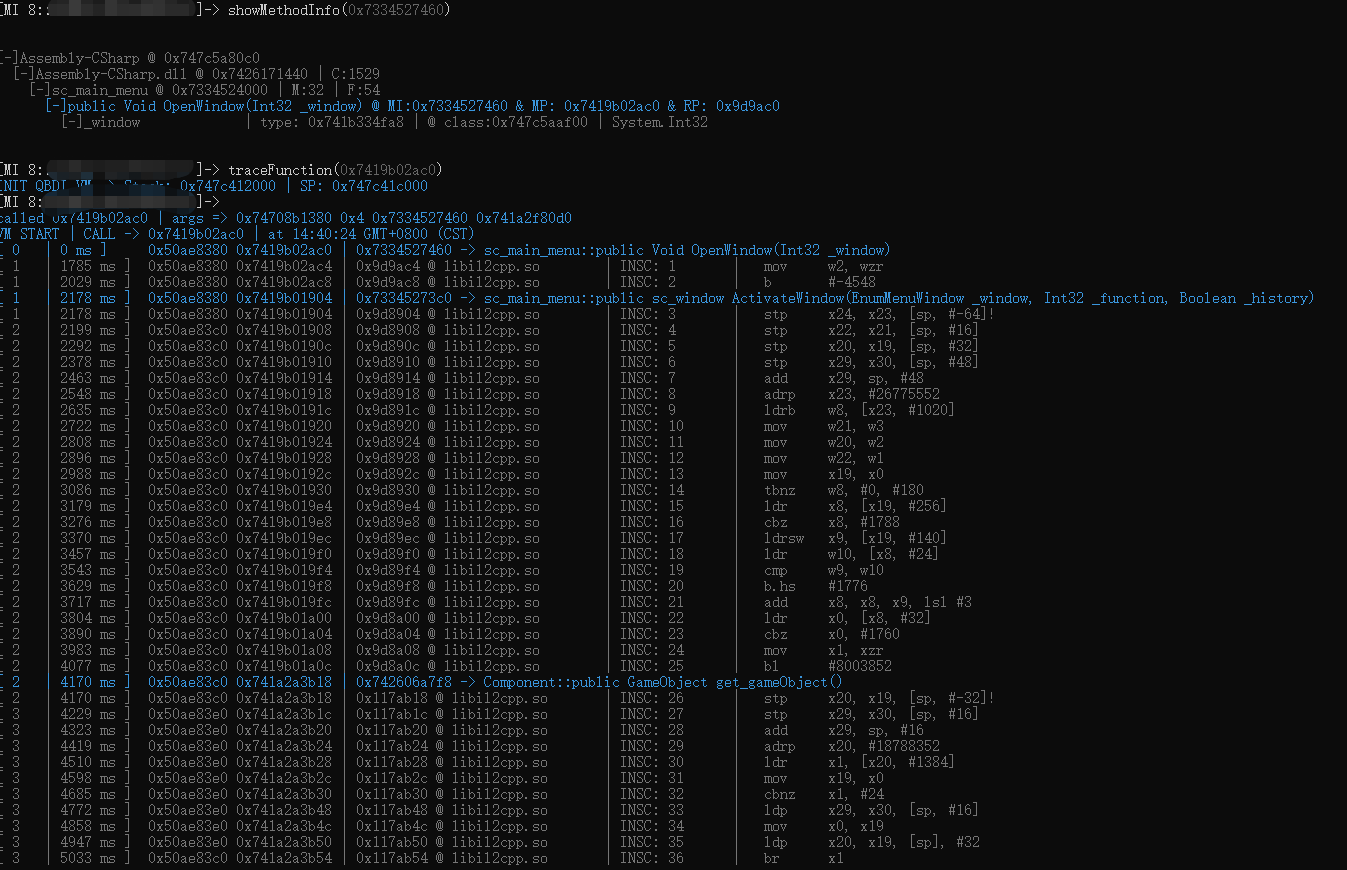 [MI 8:: ]-> showMethodInfo(0x7334527460)
[-]Assembly-CSharp @ 0x747c5a80c0
[-]Assembly-CSharp.dll @ 0x7426171440 | C:1529
[-]sc_main_menu @ 0x7334524000 | M:32 | F:54
[-]public Void OpenWindow(Int32 _window) @ MI:0x7334527460 & MP: 0x7419b02ac0 & RP: 0x9d9ac0
[-]_window | type: 0x741b334fa8 | @ class:0x747c5aaf00 | System.Int32
[MI 8:: ]-> traceFunction(0x7419b02ac0)
INIT QBDI VM -> Stack: 0x747c412000 | SP: 0x747c41c000
[MI 8: ]->
called 0x7419b02ac0 | args => 0x74708b1380 0x4 0x7334527460 0x741a2f80d0
VM START | CALL -> 0x7419b02ac0 | at 14:40:24 GMT+0800 (CST)
[ 0 | 0 ms ] 0x50ae8380 0x7419b02ac0 | 0x7334527460 -> sc_main_menu::public Void OpenWindow(Int32 _window)
[ 1 | 1785 ms ] 0x50ae8380 0x7419b02ac4 | 0x9d9ac4 @ libil2cpp.so | INSC: 1 | mov w2, wzr
[ 1 | 2029 ms ] 0x50ae8380 0x7419b02ac8 | 0x9d9ac8 @ libil2cpp.so | INSC: 2 | b #-4548
[ 1 | 2178 ms ] 0x50ae8380 0x7419b01904 | 0x73345273c0 -> sc_main_menu::public sc_window ActivateWindow(EnumMenuWindow _window, Int32 _function, Boolean _history)
[ 1 | 2178 ms ] 0x50ae8380 0x7419b01904 | 0x9d8904 @ libil2cpp.so | INSC: 3 | stp x24, x23, [sp, #-64]!
[ 2 | 2199 ms ] 0x50ae83c0 0x7419b01908 | 0x9d8908 @ libil2cpp.so | INSC: 4 | stp x22, x21, [sp, #16]
[ 2 | 2292 ms ] 0x50ae83c0 0x7419b0190c | 0x9d890c @ libil2cpp.so | INSC: 5 | stp x20, x19, [sp, #32]
[ 2 | 2378 ms ] 0x50ae83c0 0x7419b01910 | 0x9d8910 @ libil2cpp.so | INSC: 6 | stp x29, x30, [sp, #48]
[ 2 | 2463 ms ] 0x50ae83c0 0x7419b01914 | 0x9d8914 @ libil2cpp.so | INSC: 7 | add x29, sp, #48
[ 2 | 2548 ms ] 0x50ae83c0 0x7419b01918 | 0x9d8918 @ libil2cpp.so | INSC: 8 | adrp x23, #26775552
[ 2 | 2635 ms ] 0x50ae83c0 0x7419b0191c | 0x9d891c @ libil2cpp.so | INSC: 9 | ldrb w8, [x23, #1020]
[ 2 | 2722 ms ] 0x50ae83c0 0x7419b01920 | 0x9d8920 @ libil2cpp.so | INSC: 10 | mov w21, w3
[ 2 | 2808 ms ] 0x50ae83c0 0x7419b01924 | 0x9d8924 @ libil2cpp.so | INSC: 11 | mov w20, w2
[ 2 | 2896 ms ] 0x50ae83c0 0x7419b01928 | 0x9d8928 @ libil2cpp.so | INSC: 12 | mov w22, w1
[ 2 | 2988 ms ] 0x50ae83c0 0x7419b0192c | 0x9d892c @ libil2cpp.so | INSC: 13 | mov x19, x0
[ 2 | 3086 ms ] 0x50ae83c0 0x7419b01930 | 0x9d8930 @ libil2cpp.so | INSC: 14 | tbnz w8, #0, #180
[ 2 | 3179 ms ] 0x50ae83c0 0x7419b019e4 | 0x9d89e4 @ libil2cpp.so | INSC: 15 | ldr x8, [x19, #256]
[ 2 | 3276 ms ] 0x50ae83c0 0x7419b019e8 | 0x9d89e8 @ libil2cpp.so | INSC: 16 | cbz x8, #1788
[ 2 | 3370 ms ] 0x50ae83c0 0x7419b019ec | 0x9d89ec @ libil2cpp.so | INSC: 17 | ldrsw x9, [x19, #140]
[ 2 | 3457 ms ] 0x50ae83c0 0x7419b019f0 | 0x9d89f0 @ libil2cpp.so | INSC: 18 | ldr w10, [x8, #24]
[ 2 | 3543 ms ] 0x50ae83c0 0x7419b019f4 | 0x9d89f4 @ libil2cpp.so | INSC: 19 | cmp w9, w10
[ 2 | 3629 ms ] 0x50ae83c0 0x7419b019f8 | 0x9d89f8 @ libil2cpp.so | INSC: 20 | b.hs #1776
[ 2 | 3717 ms ] 0x50ae83c0 0x7419b019fc | 0x9d89fc @ libil2cpp.so | INSC: 21 | add x8, x8, x9, lsl #3
[ 2 | 3804 ms ] 0x50ae83c0 0x7419b01a00 | 0x9d8a00 @ libil2cpp.so | INSC: 22 | ldr x0, [x8, #32]
[ 2 | 3890 ms ] 0x50ae83c0 0x7419b01a04 | 0x9d8a04 @ libil2cpp.so | INSC: 23 | cbz x0, #1760
[ 2 | 3983 ms ] 0x50ae83c0 0x7419b01a08 | 0x9d8a08 @ libil2cpp.so | INSC: 24 | mov x1, xzr
[ 2 | 4077 ms ] 0x50ae83c0 0x7419b01a0c | 0x9d8a0c @ libil2cpp.so | INSC: 25 | bl #8003852
[ 2 | 4170 ms ] 0x50ae83c0 0x741a2a3b18 | 0x742606a7f8 -> Component::public GameObject get_gameObject()
[ 2 | 4170 ms ] 0x50ae83c0 0x741a2a3b18 | 0x117ab18 @ libil2cpp.so | INSC: 26 | stp x20, x19, [sp, #-32]!
[ 3 | 4229 ms ] 0x50ae83e0 0x741a2a3b1c | 0x117ab1c @ libil2cpp.so | INSC: 27 | stp x29, x30, [sp, #16]
[ 3 | 4323 ms ] 0x50ae83e0 0x741a2a3b20 | 0x117ab20 @ libil2cpp.so | INSC: 28 | add x29, sp, #16
[ 3 | 4419 ms ] 0x50ae83e0 0x741a2a3b24 | 0x117ab24 @ libil2cpp.so | INSC: 29 | adrp x20, #18788352
[ 3 | 4510 ms ] 0x50ae83e0 0x741a2a3b28 | 0x117ab28 @ libil2cpp.so | INSC: 30 | ldr x1, [x20, #1384]
[ 3 | 4598 ms ] 0x50ae83e0 0x741a2a3b2c | 0x117ab2c @ libil2cpp.so | INSC: 31 | mov x19, x0
[ 3 | 4685 ms ] 0x50ae83e0 0x741a2a3b30 | 0x117ab30 @ libil2cpp.so | INSC: 32 | cbnz x1, #24
[ 3 | 4772 ms ] 0x50ae83e0 0x741a2a3b48 | 0x117ab48 @ libil2cpp.so | INSC: 33 | ldp x29, x30, [sp, #16]
[ 3 | 4858 ms ] 0x50ae83e0 0x741a2a3b4c | 0x117ab4c @ libil2cpp.so | INSC: 34 | mov x0, x19
[ 3 | 4947 ms ] 0x50ae83e0 0x741a2a3b50 | 0x117ab50 @ libil2cpp.so | INSC: 35 | ldp x20, x19, [sp], #32
[ 3 | 5033 ms ] 0x50ae83c0 0x741a2a3b54 | 0x117ab54 @ libil2cpp.so | INSC: 36 | br x1